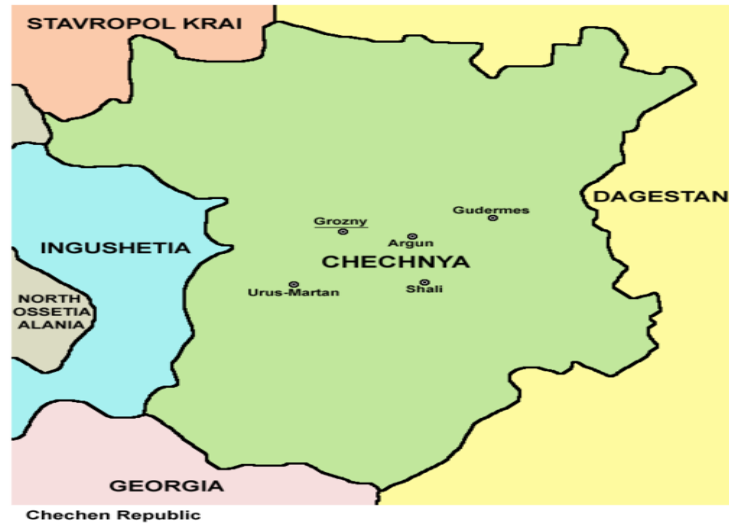 STAVROPOL KRAI
DAGESTAN
Gudermes
Grozny
Argun
INGUSHETIA
CHECHNYA
Urus-Martan
Shali
NORTH
OSSETIA
ALANIA
GEORGIA
Chechen Republic